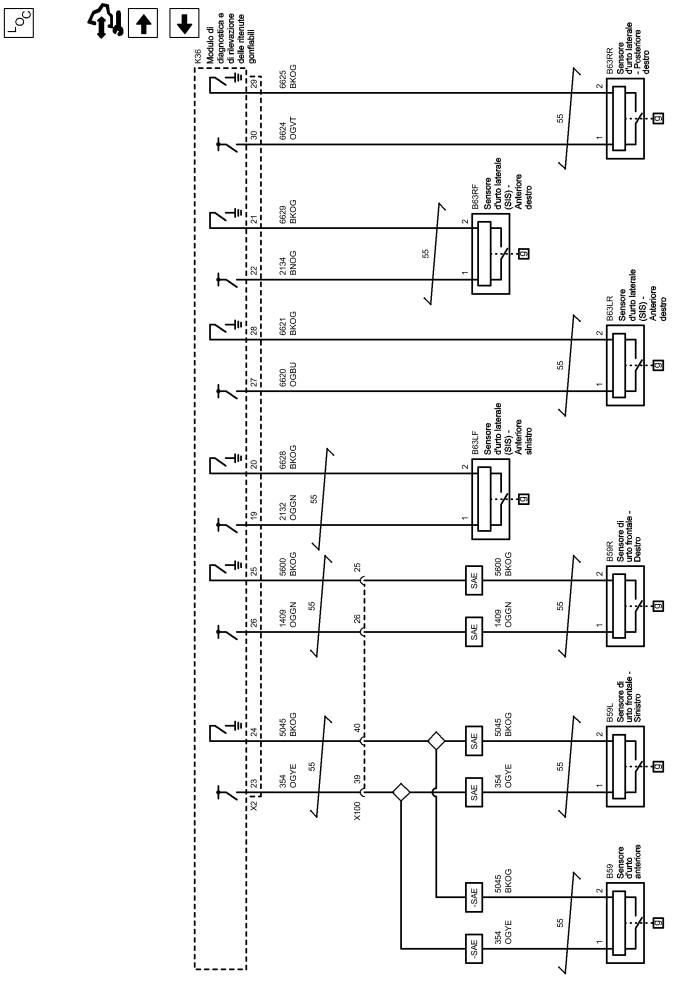 LOC
K36
Modulo di
diagnostica e
di rilevazione
delle ritenute
gonfiabili
29
6625
BKOG
30
6624
OGVT
55
2
1
B63RR
Sensore
d'urto laterale
- Posteriore
destro
9
21
6629
BKOG
22
2134
BNOG
55
2
1
B63RF
Sensore
d'urto laterale
(SIS) -
Anteriore
destro
9
28
6621
BKOG
27
6620
OGBU
55
2
1
B63LR
Sensore
d'urto laterale
(SIS) -
Anteriore
destro
9
20
6628
BKOG
19
2132
OGGN
55
2
1
B63LF
Sensore
d'urto laterale
(SIS) -
Anteriore
sinistro
9
25
5600
BKOG
26
1409
OGGN
55
25
26
SAE
SAE
5600
BKOG
1409
OGGN
55
2
1
B59R
Sensore di
urto frontale -
Destro
9
24
5045
BKOG
23
354
OGYE
X2
55
40
39
X100
SAE
SAE
5045
BKOG
354
OGYE
55
2
1
B59L
Sensore di
urto frontale -
Sinistro
9
-SAE
-SAE
5045
BKOG
354
OGYE
55
2
1
B59
Sensore
d'urto
anteriore
9